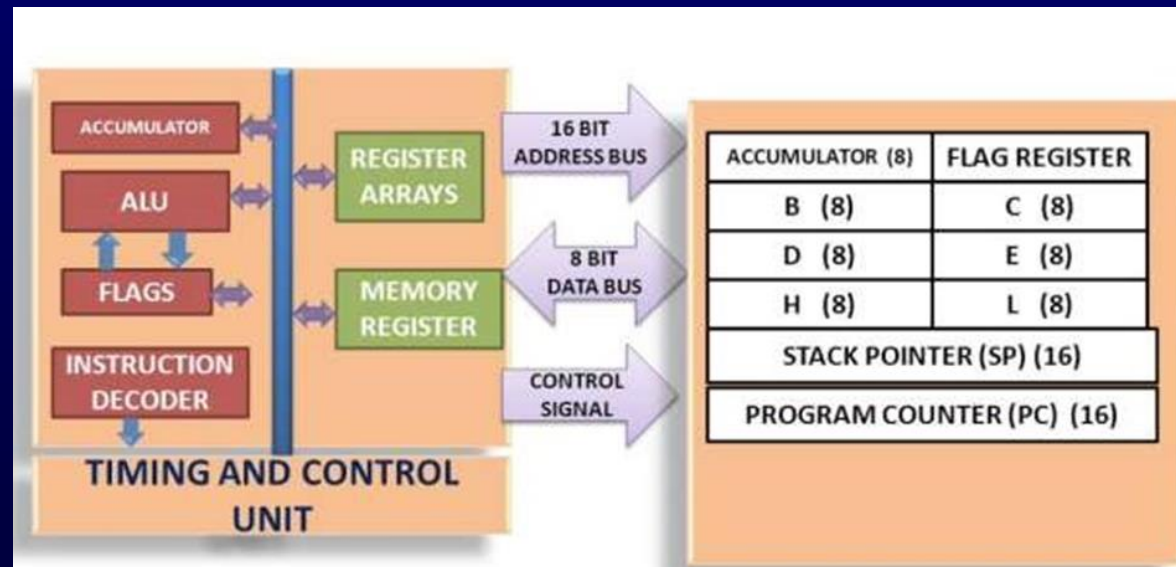 ACCUMULATOR
ALU
FLAGS
INSTRUCTION
DECODER
REGISTER
ARRAYS
MEMORY
REGISTER
TIMING AND CONTROL
UNIT
16 BIT
ADDRESS BUS
8 BIT
DATA BUS
CONTROL
SIGNAL
ACCUMULATOR (8) FLAG REGISTER
B (8) C (8)
D (8) E (8)
H (8) L (8)
STACK POINTER (SP) (16)
PROGRAM COUNTER (PC) (16)